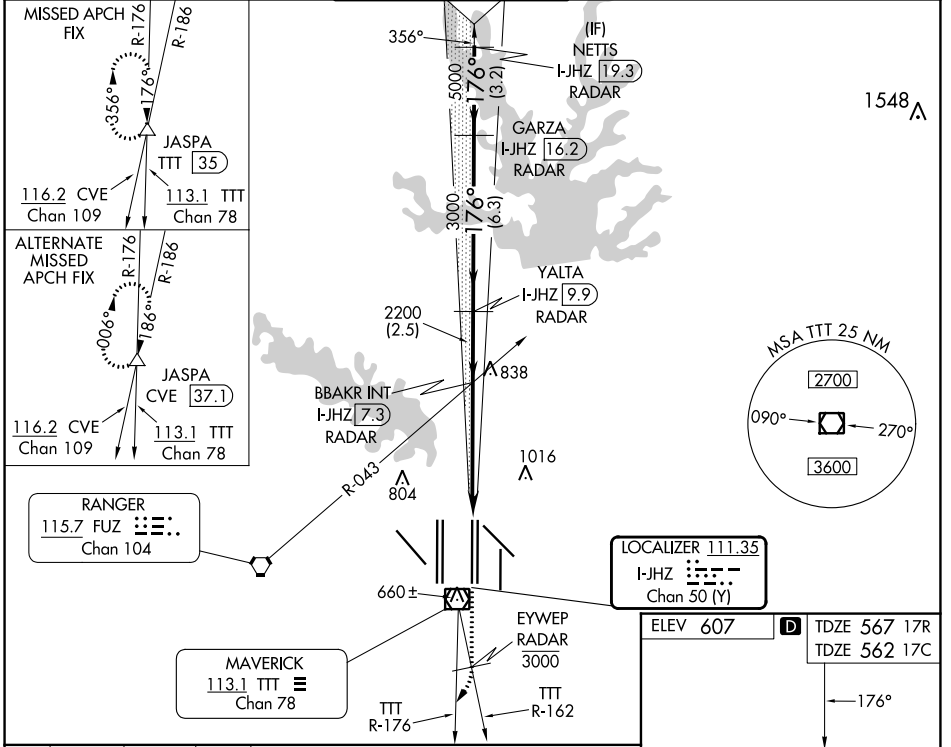 MISSED APCH
FIX
R-176
R-186
356°
176°
JASPA
TTT 35
116.2 CVE
Chan 109
113.1 TTT
Chan 78
ALTERNATE
MISSED
APCH FIX
R-176
R-186
006°
186°
JASPA
CVE 37.1
116.2 CVE
Chan 109
113.1 TTT
Chan 78
356°
(IF)
NETTS
I-JHZ 19.3
RADAR
5000
176°
(3.2)
GARZA
I-JHZ 16.2
RADAR
1548
3000
176°
(6.3)
YALTA
I-JHZ 9.9
RADAR
2200
(2.5)
838
BBAKR INT
I-JHZ 7.3
RADAR
R-043
804
1016
MSA TTT 25 NM
2700
090°
270°
3600
RANGER
115.7 FUZ
Chan 104
LOCALIZER 111.35
I-JHZ
Chan 50 (Y)
660±
EYWEP
RADAR
3000
MAVERICK
113.1 TTT
Chan 78
TTT
R-176
TTT
R-162
ELEV 607
D
TDZE 567 17R
TDZE 562 17C
176°